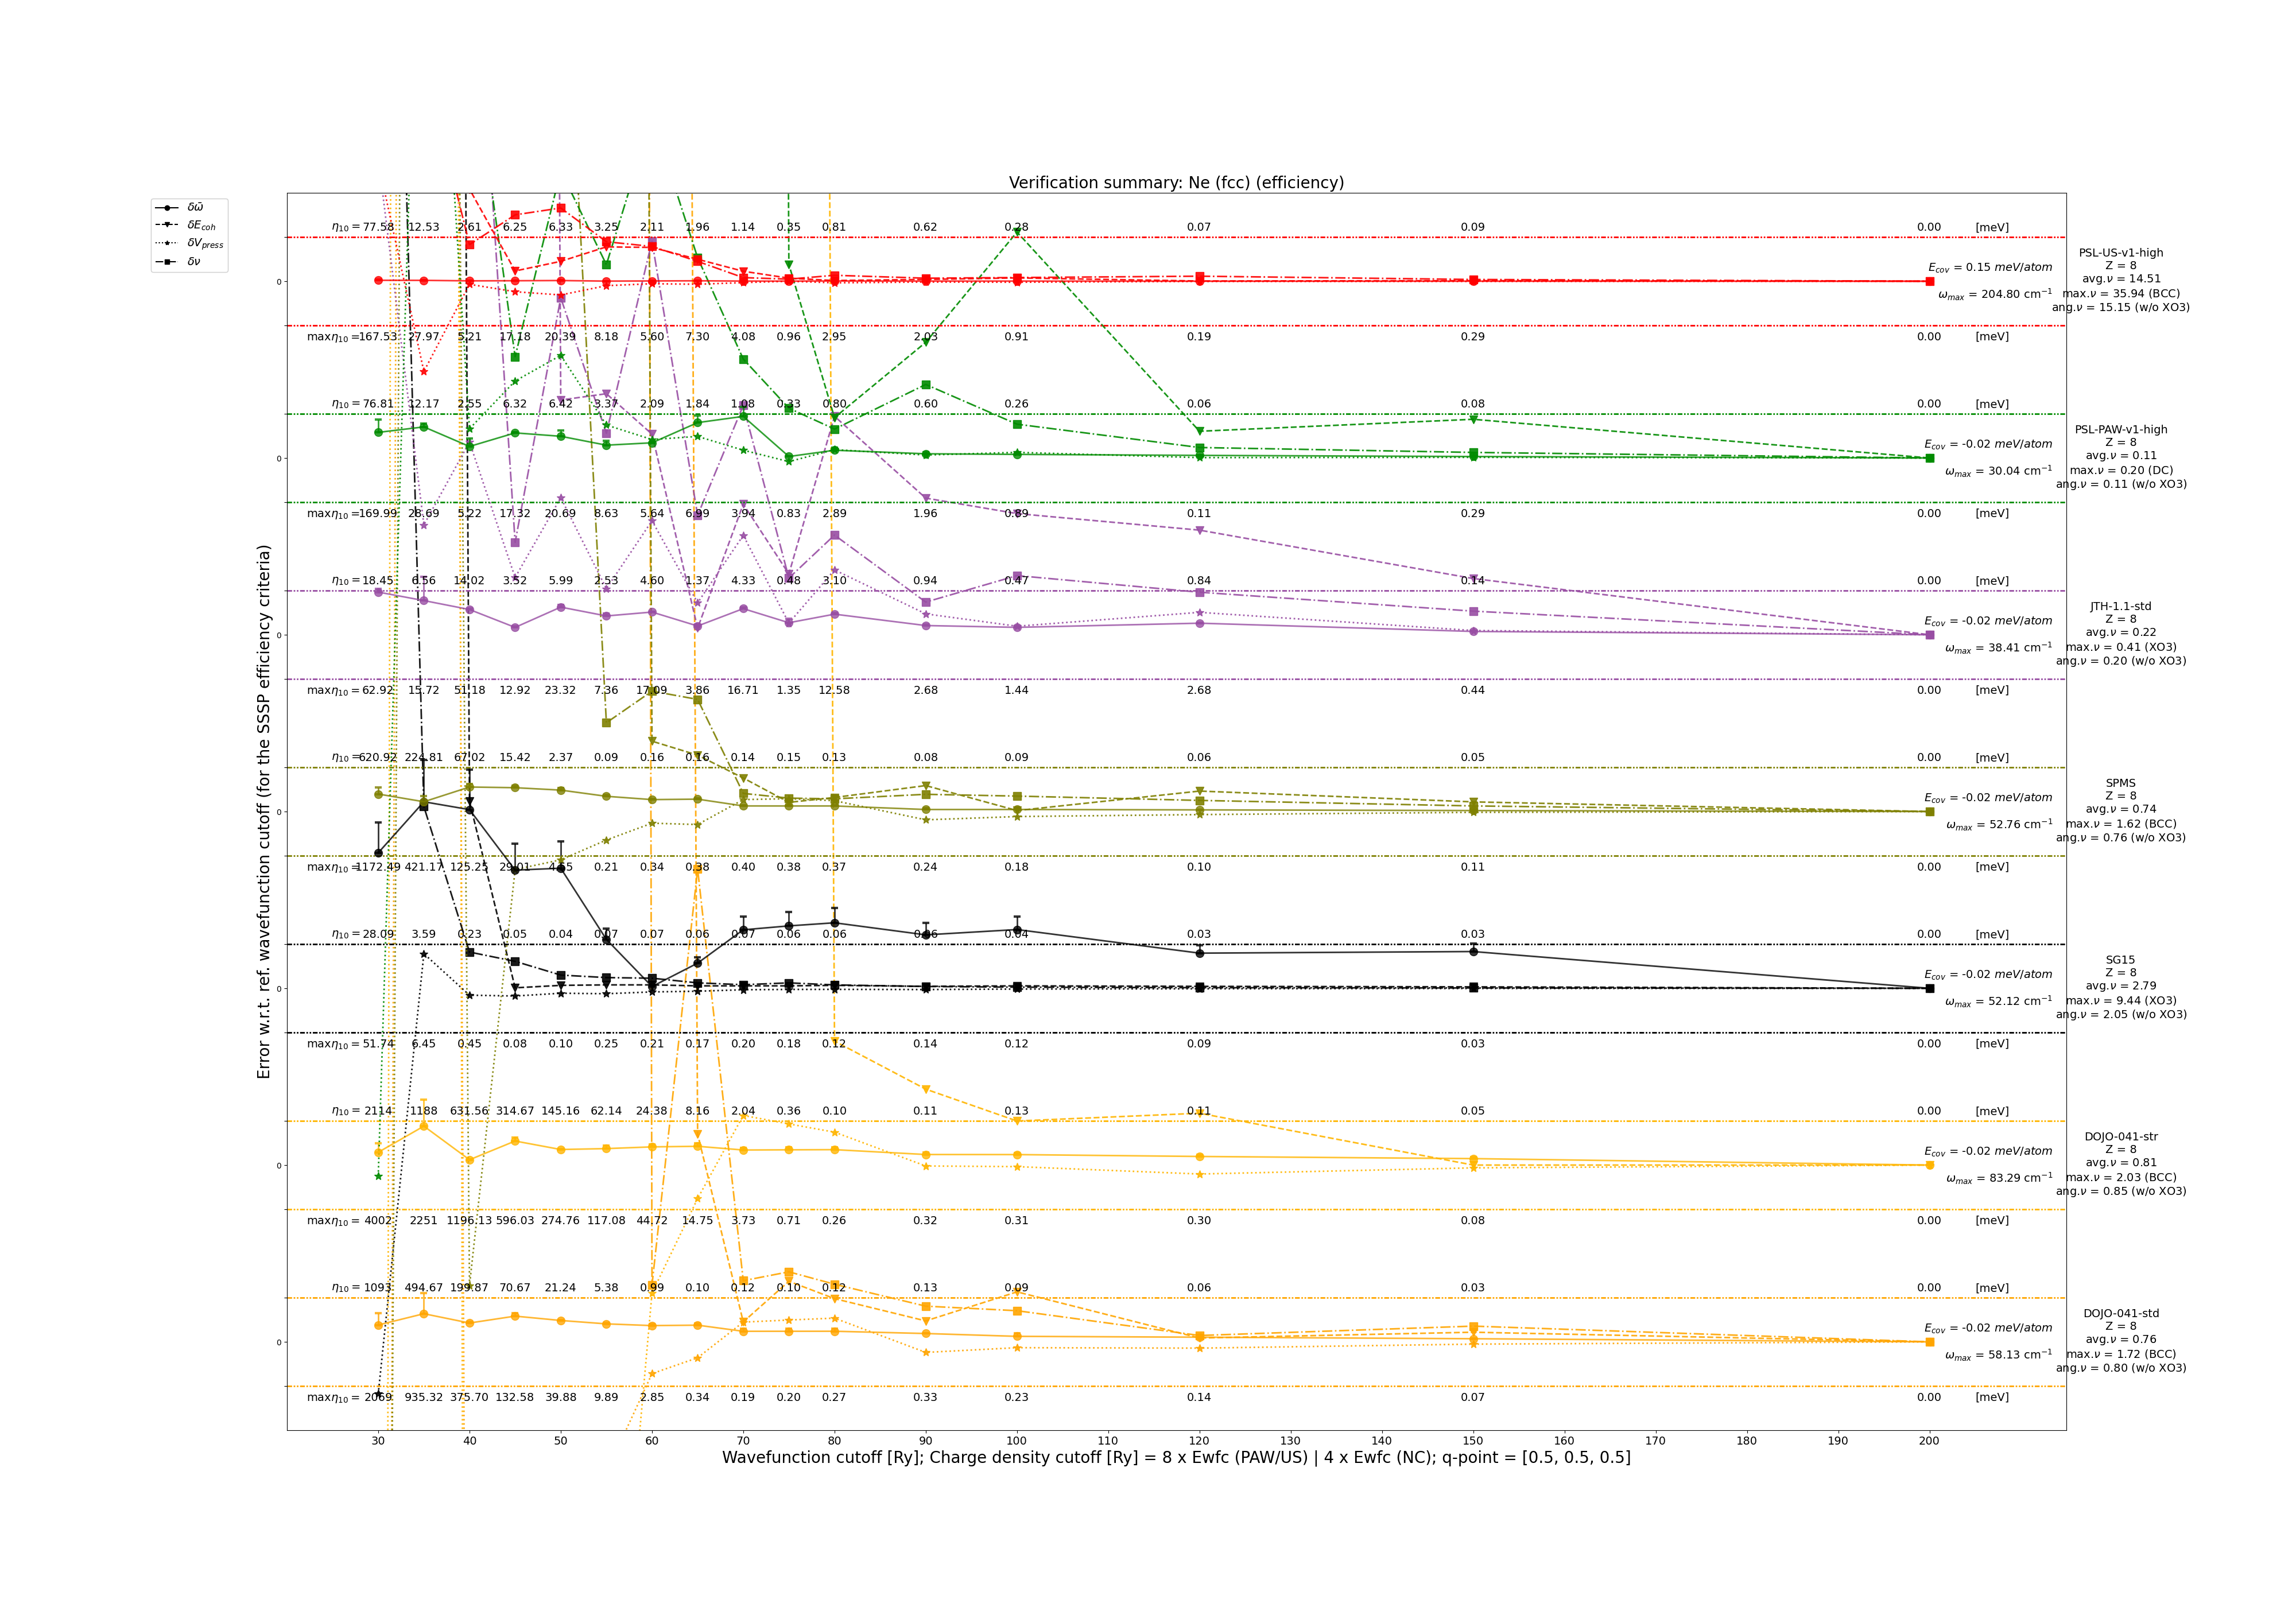 Verification summary: Ne (fcc) (efficiency)
δω̄
δE_coh
δV_press
δν
Error w.r.t. ref. wavefunction cutoff (for the SSSP efficiency criteria)
η₁₀ = 77.58 12.53 2.61 6.25 6.33 3.25 2.11 1.96 1.14 0.35 0.81 0.62 0.28 0.07 0.09 0.00 [meV]
0
E_cov = 0.15 meV/atom
ω_max = 204.80 cm⁻¹
PSL-US-v1-high
Z = 8
avg.ν = 14.51
max.ν = 35.94 (BCC)
ang.ν = 15.15 (w/o XO3)
maxη₁₀ =167.53 27.97 5.21 17.18 20.39 8.18 5.60 7.30 4.08 0.96 2.95 2.03 0.91 0.19 0.29 0.00 [meV]
η₁₀ = 76.81 12.17 2.55 6.32 6.42 3.37 2.09 1.84 1.08 0.33 0.80 0.60 0.26 0.06 0.08 0.00 [meV]
0
E_cov = -0.02 meV/atom
ω_max = 30.04 cm⁻¹
PSL-PAW-v1-high
Z = 8
avg.ν = 0.11
max.ν = 0.20 (DC)
ang.ν = 0.11 (w/o XO3)
maxη₁₀ =169.99 28.69 5.22 17.32 20.69 8.63 5.64 6.99 3.94 0.83 2.89 1.96 0.89 0.11 0.29 0.00 [meV]
η₁₀ = 18.45 6.56 14.02 3.52 5.99 2.53 4.60 1.37 4.33 0.48 3.10 0.94 0.47 0.84 0.14 0.00 [meV]
0
E_cov = -0.02 meV/atom
ω_max = 38.41 cm⁻¹
JTH-1.1-std
Z = 8
avg.ν = 0.22
max.ν = 0.41 (XO3)
ang.ν = 0.20 (w/o XO3)
maxη₁₀ = 62.92 15.72 51.18 12.92 23.32 7.36 17.09 3.86 16.71 1.35 12.58 2.68 1.44 2.68 0.44 0.00 [meV]
η₁₀ =620.92 224.81 67.02 15.42 2.37 0.09 0.16 0.16 0.14 0.15 0.13 0.08 0.09 0.06 0.05 0.00 [meV]
0
E_cov = -0.02 meV/atom
ω_max = 52.76 cm⁻¹
SPMS
Z = 8
avg.ν = 0.74
max.ν = 1.62 (BCC)
ang.ν = 0.76 (w/o XO3)
maxη₁₀ =1172.49 421.17 125.25 29.01 4.55 0.21 0.34 0.38 0.40 0.38 0.37 0.24 0.18 0.10 0.11 0.00 [meV]
η₁₀ = 28.09 3.59 0.23 0.05 0.04 0.07 0.07 0.06 0.07 0.06 0.06 0.06 0.04 0.03 0.03 0.00 [meV]
0
E_cov = -0.02 meV/atom
ω_max = 52.12 cm⁻¹
SG15
Z = 8
avg.ν = 2.79
max.ν = 9.44 (XO3)
ang.ν = 2.05 (w/o XO3)
maxη₁₀ = 51.74 6.45 0.45 0.08 0.10 0.25 0.21 0.17 0.20 0.18 0.12 0.14 0.12 0.09 0.03 0.00 [meV]
η₁₀ = 2114 1188 631.56 314.67 145.16 62.14 24.38 8.16 2.04 0.36 0.10 0.11 0.13 0.11 0.05 0.00 [meV]
0
E_cov = -0.02 meV/atom
ω_max = 83.29 cm⁻¹
DOJO-041-str
Z = 8
avg.ν = 0.81
max.ν = 2.03 (BCC)
ang.ν = 0.85 (w/o XO3)
maxη₁₀ = 4002 2251 1196.13 596.03 274.76 117.08 44.72 14.75 3.73 0.71 0.26 0.32 0.31 0.30 0.08 0.00 [meV]
η₁₀ = 1093 494.67 199.87 70.67 21.24 5.38 0.99 0.10 0.12 0.10 0.12 0.13 0.09 0.06 0.03 0.00 [meV]
0
E_cov = -0.02 meV/atom
ω_max = 58.13 cm⁻¹
DOJO-041-std
Z = 8
avg.ν = 0.76
max.ν = 1.72 (BCC)
ang.ν = 0.80 (w/o XO3)
maxη₁₀ = 2069 935.32 375.70 132.58 39.88 9.89 2.85 0.34 0.19 0.20 0.27 0.33 0.23 0.14 0.07 0.00 [meV]
30 40 50 60 70 80 90 100 110 120 130 140 150 160 170 180 190 200
Wavefunction cutoff [Ry]; Charge density cutoff [Ry] = 8 x Ewfc (PAW/US) | 4 x Ewfc (NC); q-point = [0.5, 0.5, 0.5]